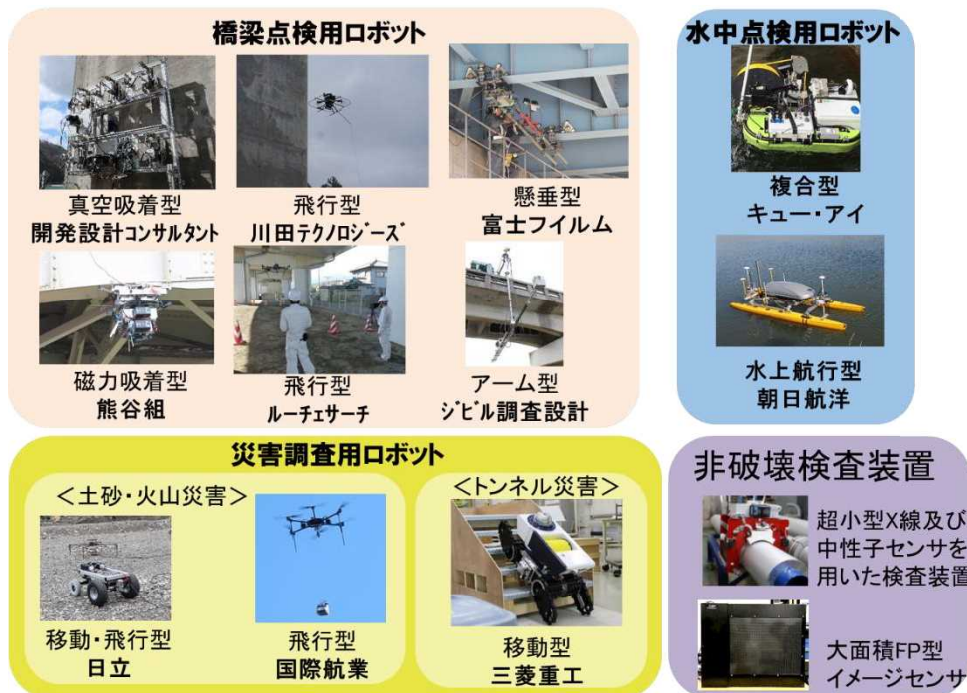 橋梁点検用ロボット
真空吸着型
開発設計コンサルタント
飛行型
川田テクノロジーズ
懸垂型
富士フイルム
磁力吸着型
熊谷組
飛行型
ルーチェサーチ
アーム型
ジビル調査設計
水中点検用ロボット
複合型
キュー・アイ
水上航行型
朝日航洋
災害調査用ロボット
＜土砂・火山災害＞
移動・飛行型
日立
飛行型
国際航業
＜トンネル災害＞
移動型
三菱重工
非破壊検査装置
超小型X線及び
中性子センサを
用いた検査装置
大面積FP型
イメージセンサ